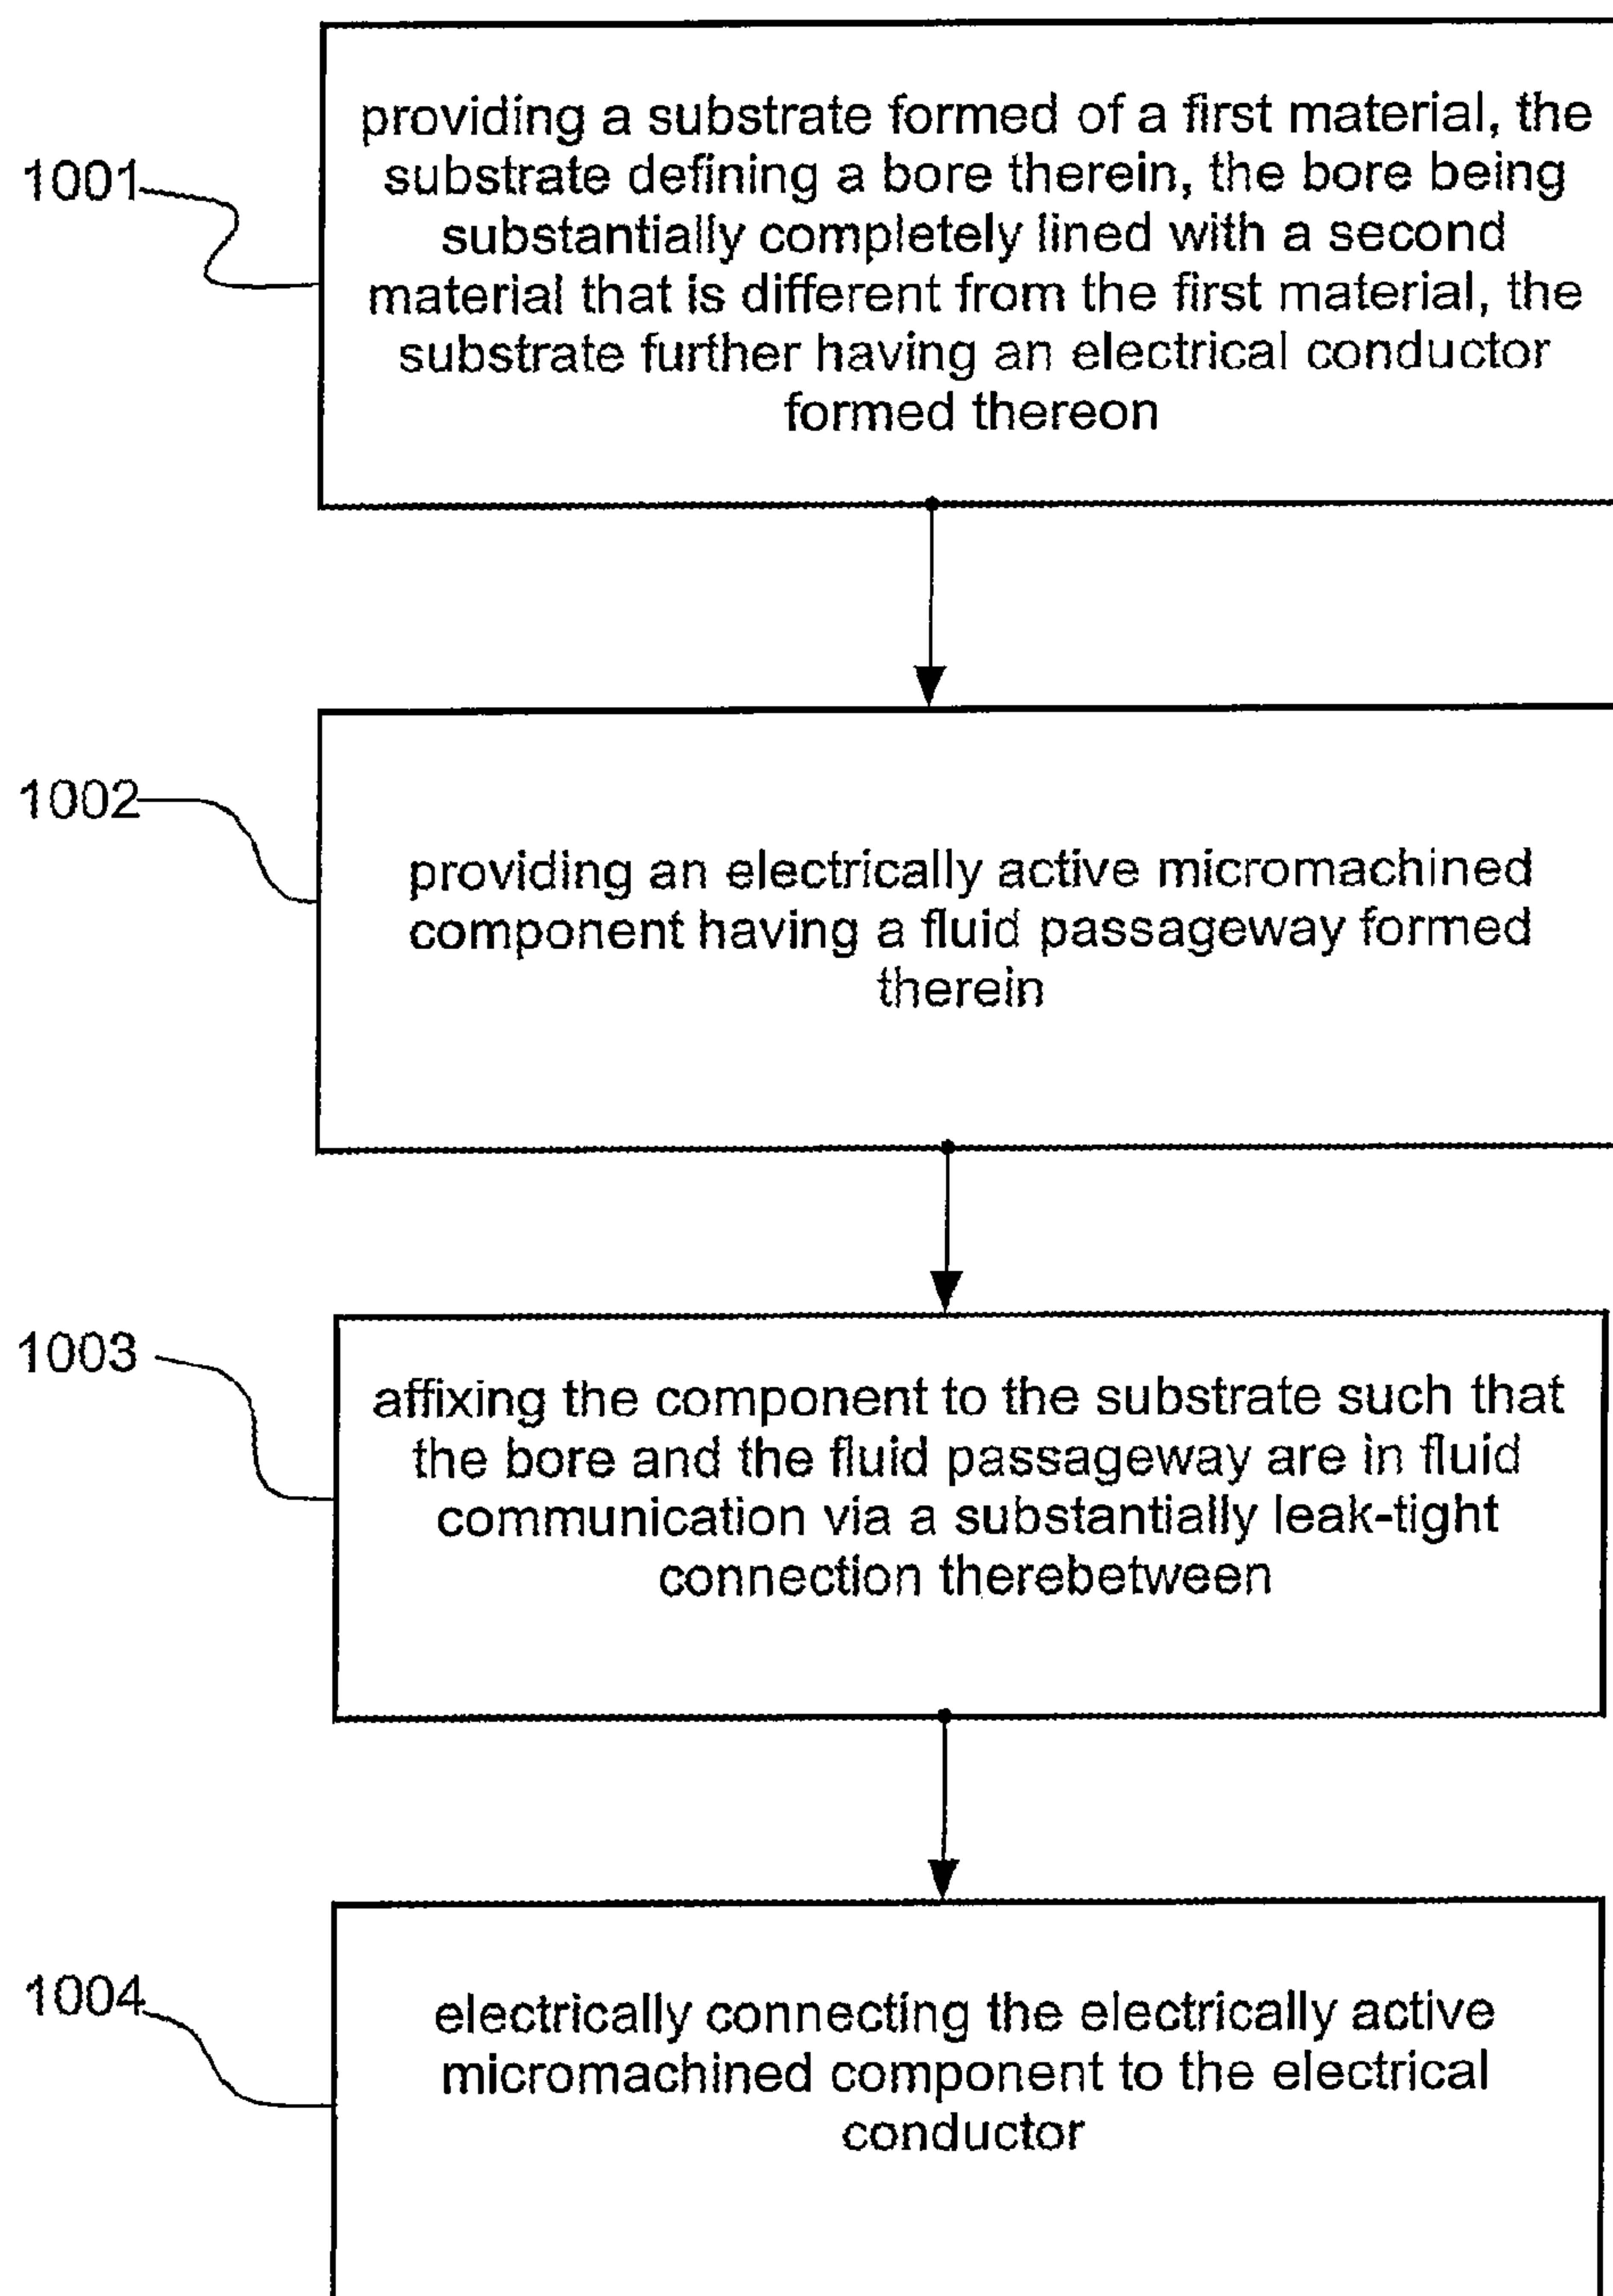 1001
providing a substrate formed of a first material, the
substrate defining a bore therein, the bore being
substantially completely lined with a second
material that is different from the first material, the
substrate further having an electrical conductor
formed thereon
1002
providing an electrically active micromachined
component having a fluid passageway formed
therein
1003
affixing the component to the substrate such that
the bore and the fluid passageway are in fluid
communication via a substantially leak-tight
connection therebetween
1004
electrically connecting the electrically active
micromachined component to the electrical
conductor